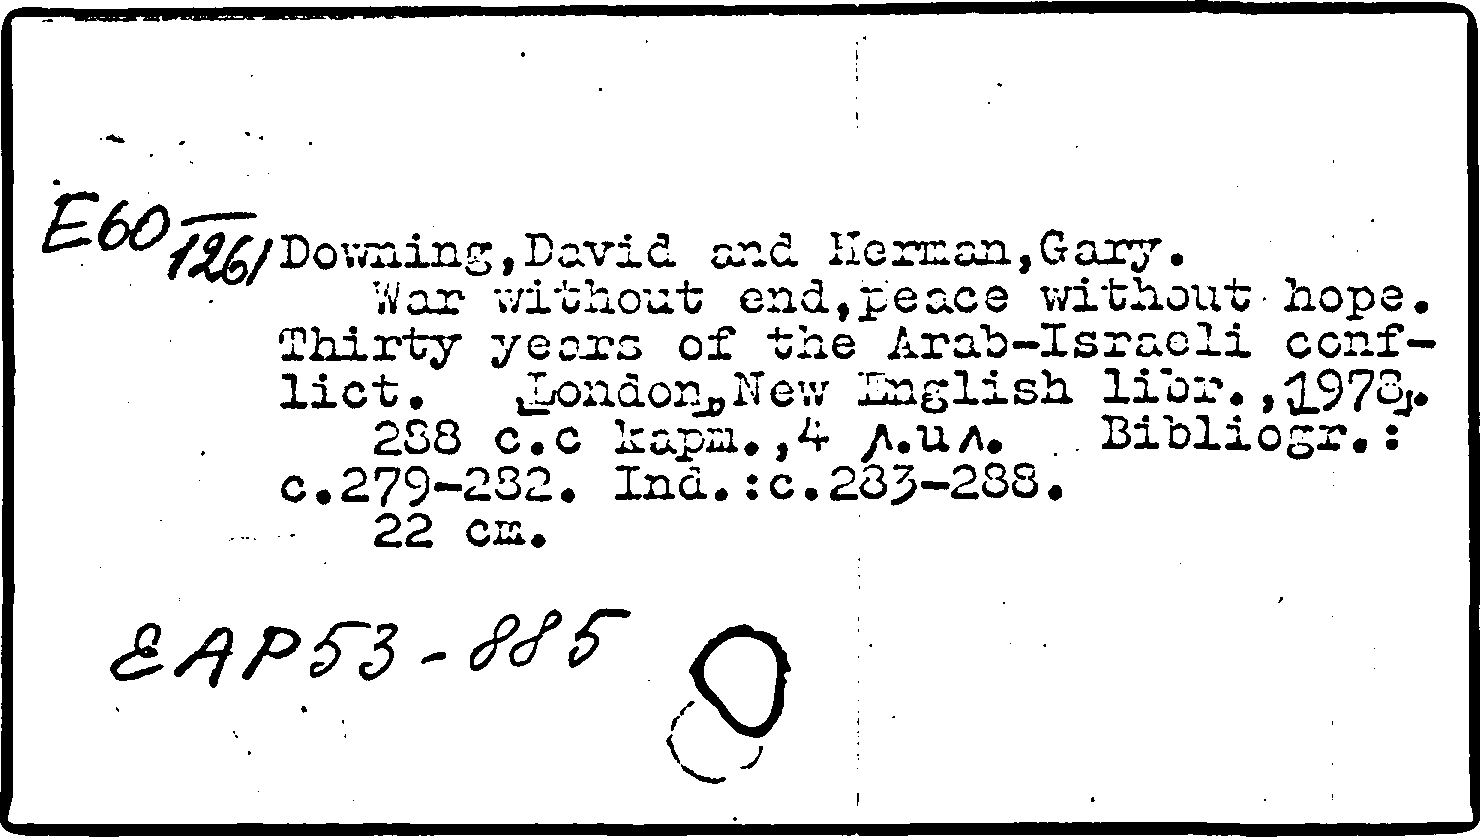 E60/1261
Downing,David and Herman,Gary.
War without end,peace without hope.
Thirty years of the Arab-Israeli conf-
lict. [London], New English libr.,[1978].
288 c.c карт.,4 л.ил. Bibliogr.:
c.279-282. Ind.:c.283-288.
22 cm.
EAP53-885